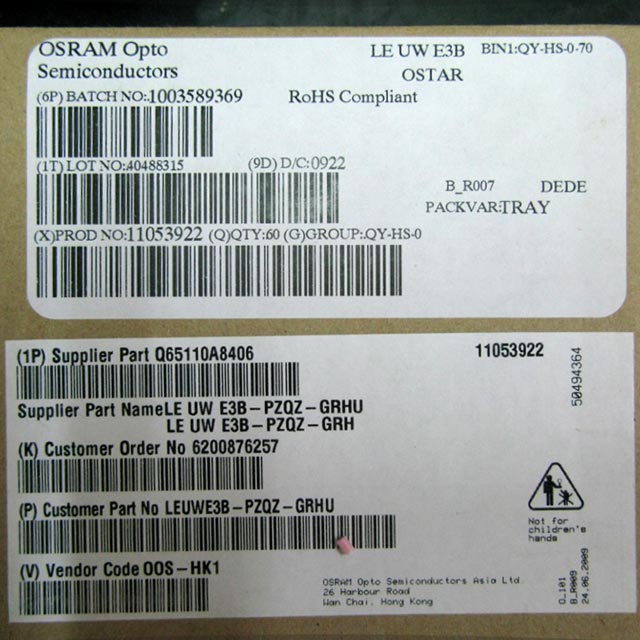 OSRAM Opto
Semiconductors
LE UW E3B BIN1:QY-HS-0-70
OSTAR
(6P) BATCH NO:1003589369 RoHS Compliant
(1T) LOT NO:40488315 (9D) D/C:0922
B_R007 DEDE
PACKVAR:TRAY
(X)PROD NO:11053922 (Q)QTY:60 (G)GROUP:QY-HS-0
(1P) Supplier Part Q65110A8406 11053922
50494364
Supplier Part NameLE UW E3B-PZQZ-GRHU
LE UW E3B-PZQZ-GRH
(K) Customer Order No 6200876257
(P) Customer Part No LEUWE3B-PZQZ-GRHU
Not for
children's
hands
(V) Vendor Code OOS-HK1
OSRAM Opto Semiconductors Asia Ltd.
26 Harbour Road
Wan Chai, Hong Kong
O_101
B_R009
24.06.2009